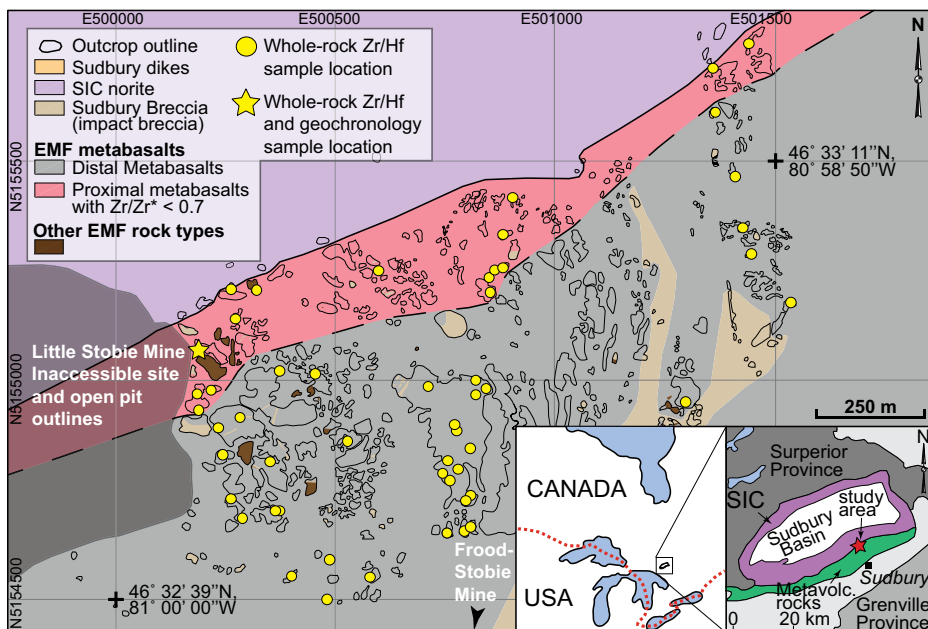 E500000 E500500 E501000 E501500
N
Outcrop outline
Sudbury dikes
SIC norite
Sudbury Breccia
(impact breccia)
EMF metabasalts
Distal Metabasalts
Proximal metabasalts
with Zr/Zr* < 0.7
Other EMF rock types
Whole-rock Zr/Hf
sample location
Whole-rock Zr/Hf
and geochronology
sample location
N5155500
46° 33' 11”N,
80° 58' 50”W
Little Stobie Mine
Inaccessible site
and open pit
outlines
N5155000
250 m
Frood-
Stobie
Mine
N5154500
46° 32' 39”N
81° 00' 00”W
CANADA
USA
N
Surperior
Province
SIC
study
area
Sudbury
Basin
Sudbury
Metavolc.
rocks
Grenville
Province
0 20 km